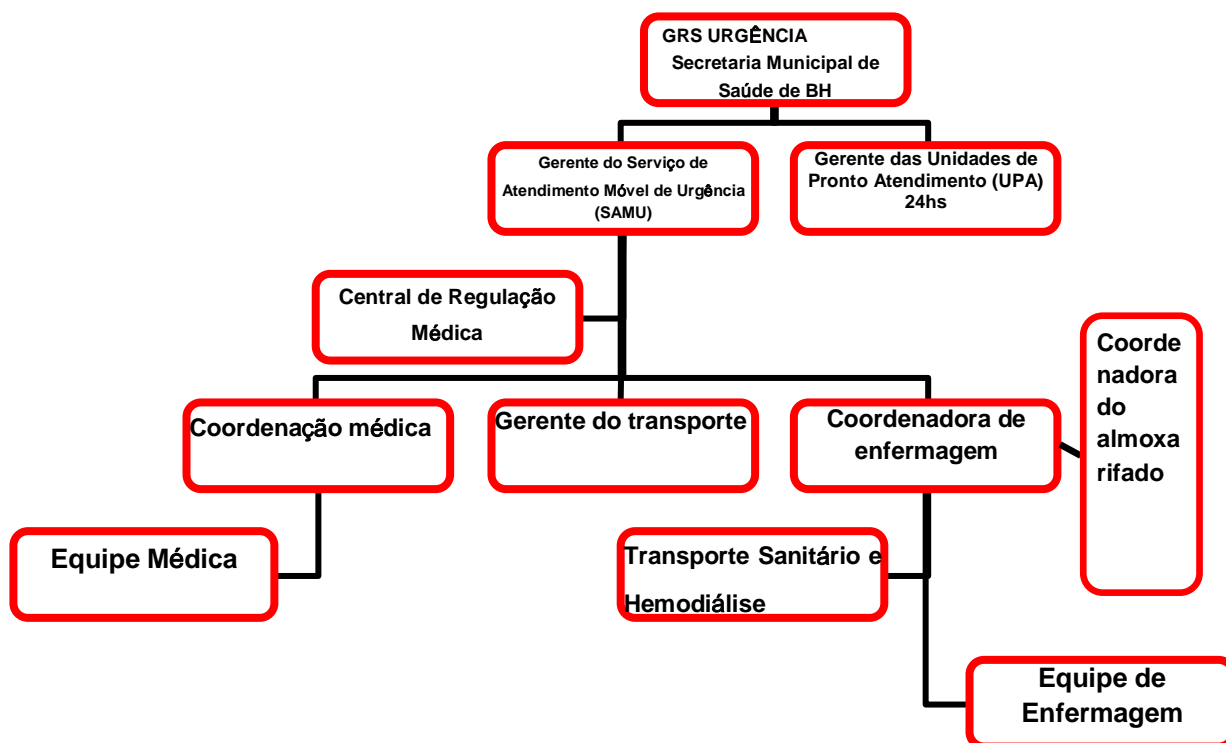 GRS URGÊNCIA
Secretaria Municipal de
Saúde de BH
Gerente do Serviço de
Atendimento Móvel de Urgência
(SAMU)
Gerente das Unidades de
Pronto Atendimento (UPA)
24hs
Central de Regulação
Médica
Coorde
nadora
do
almoxa
rifado
Coordenação médica
Gerente do transporte
Coordenadora de
enfermagem
Equipe Médica
Transporte Sanitário e
Hemodiálise
Equipe de
Enfermagem